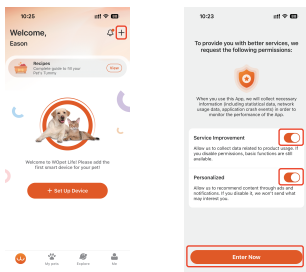 10:25
Welcome,
Eason
Recipes
Complete guide to fill your
Pet's Tummy
View
Welcome to WOpet Life! Please add the
first smart device for your pet!
+ Set Up Device
My pets
Explore
Me
10:23
To provide you with better services, we
request the following permissions:
When you use this App, we will collect necessary
information (including statistical data, network
usage data, application crash events) in order to
monitor the performance of the App.
Service Improvement
Allow us to collect data related to product usage. If
you disable permissions, basic functions are still
available.
Personalized
Allow us to recommend content through ads and
notifications. If you disable it, we won't send what
may interest you.
Enter Now